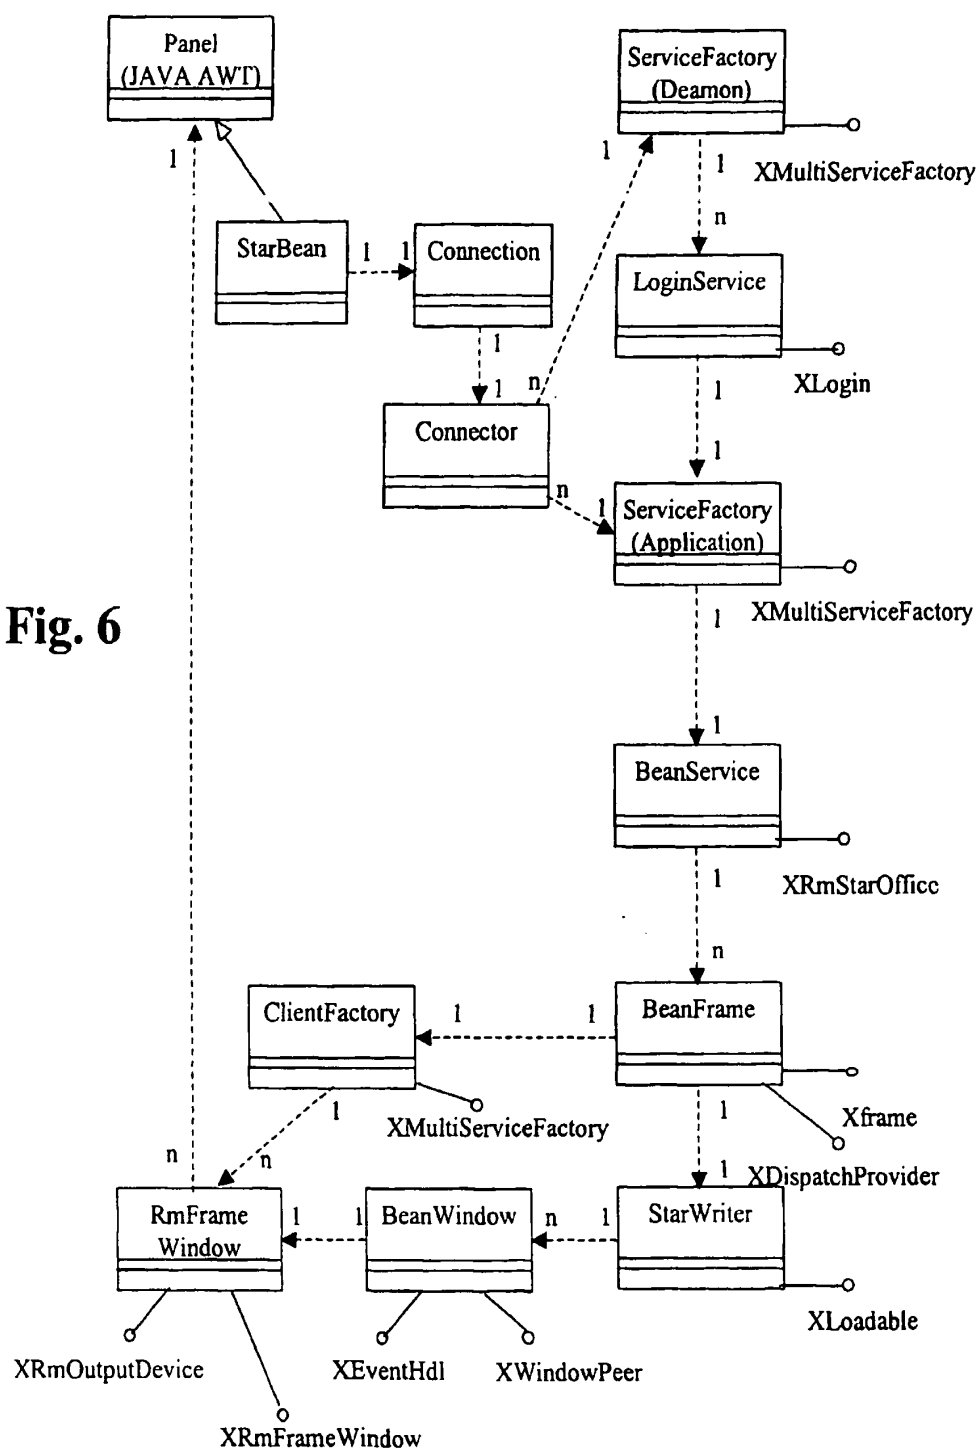 Panel
(JAVA AWT)
ServiceFactory
(Deamon)
1
1
1
XMultiServiceFactory
n
StarBean
1
1
Connection
LoginService
1
1
n
XLogin
1
Connector
1
n
1
ServiceFactory
(Application)
XMultiServiceFactory
1
Fig. 6
1
BeanService
1
XRmStarOffice
n
ClientFactory
1
1
BeanFrame
1
XMultiServiceFactory
1
Xframe
n
n
1
XDispatchProvider
RmFrame
Window
1
1
BeanWindow
n
1
StarWriter
XLoadable
XRmOutputDevice
XEventHdl
XWindowPeer
XRmFrameWindow